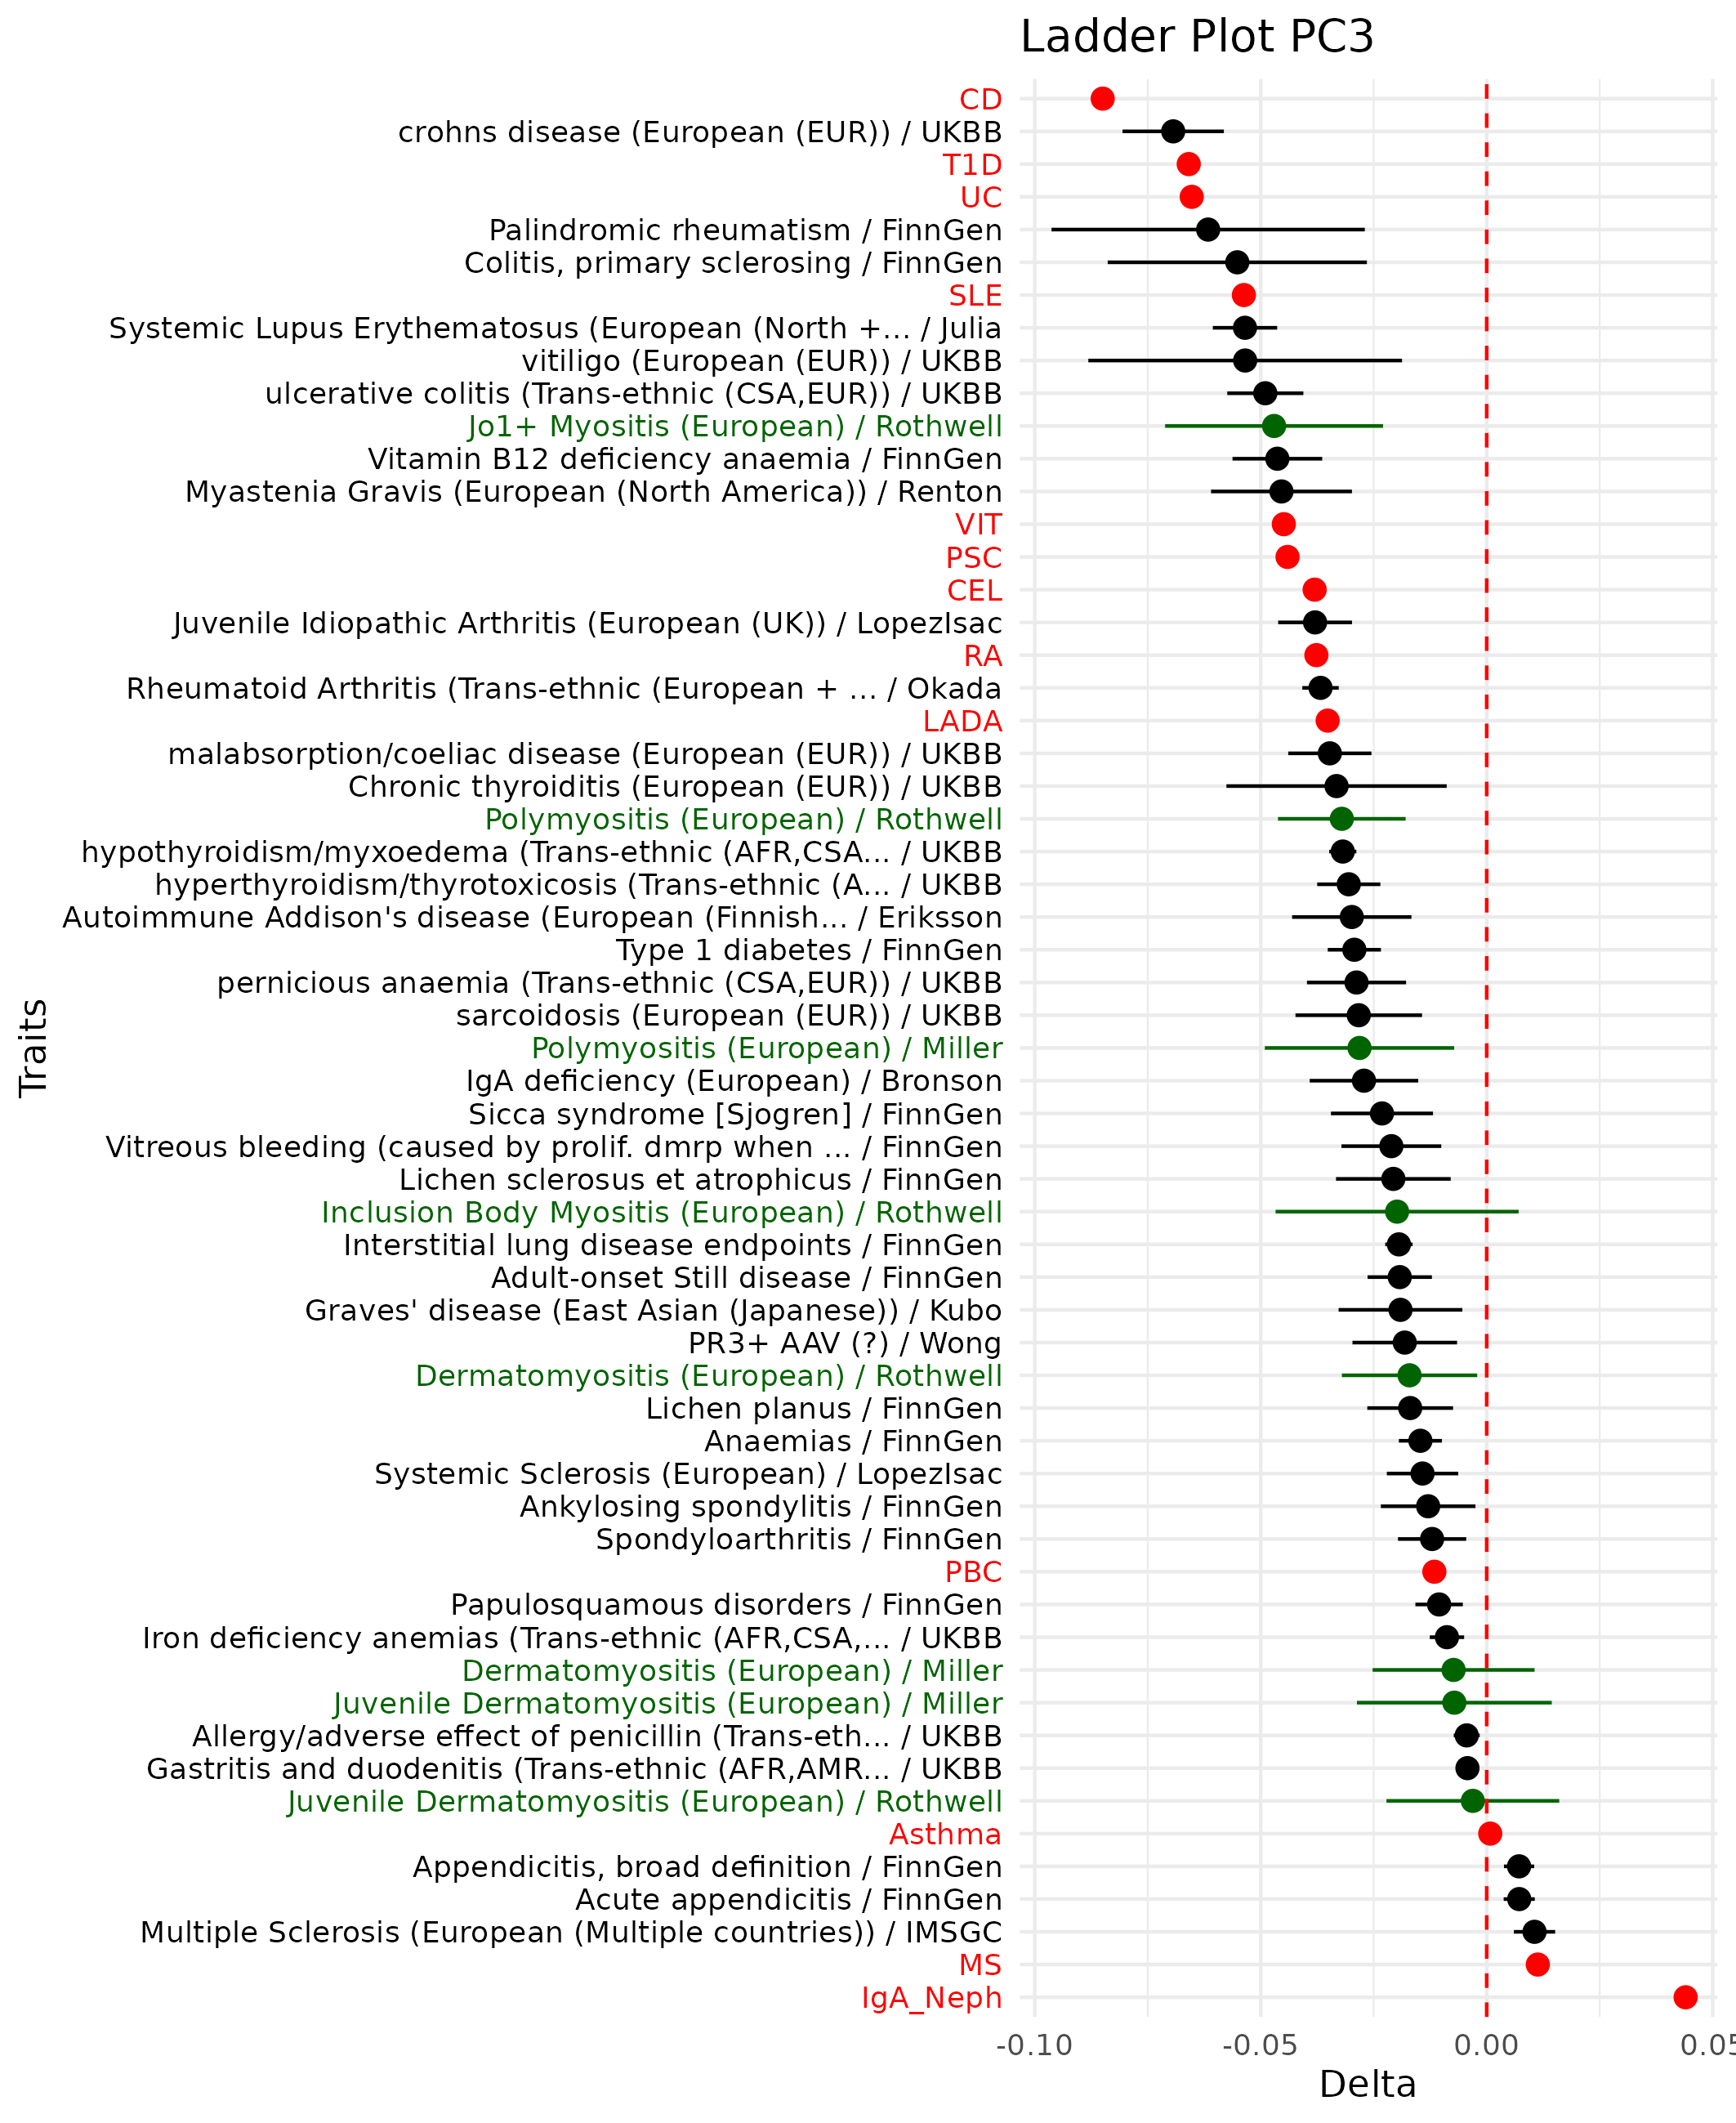 Ladder Plot PC3
CD
crohns disease (European (EUR)) / UKBB
T1D
UC
Palindromic rheumatism / FinnGen
Colitis, primary sclerosing / FinnGen
SLE
Systemic Lupus Erythematosus (European (North +... / Julia
vitiligo (European (EUR)) / UKBB
ulcerative colitis (Trans-ethnic (CSA,EUR)) / UKBB
Jo1+ Myositis (European) / Rothwell
Vitamin B12 deficiency anaemia / FinnGen
Myastenia Gravis (European (North America)) / Renton
VIT
PSC
CEL
Juvenile Idiopathic Arthritis (European (UK)) / LopezIsac
RA
Rheumatoid Arthritis (Trans-ethnic (European + ... / Okada
LADA
malabsorption/coeliac disease (European (EUR)) / UKBB
Chronic thyroiditis (European (EUR)) / UKBB
Polymyositis (European) / Rothwell
hypothyroidism/myxoedema (Trans-ethnic (AFR,CSA... / UKBB
hyperthyroidism/thyrotoxicosis (Trans-ethnic (A... / UKBB
Autoimmune Addison's disease (European (Finnish... / Eriksson
Type 1 diabetes / FinnGen
pernicious anaemia (Trans-ethnic (CSA,EUR)) / UKBB
sarcoidosis (European (EUR)) / UKBB
Polymyositis (European) / Miller
IgA deficiency (European) / Bronson
Sicca syndrome [Sjogren] / FinnGen
Vitreous bleeding (caused by prolif. dmrp when ... / FinnGen
Lichen sclerosus et atrophicus / FinnGen
Inclusion Body Myositis (European) / Rothwell
Interstitial lung disease endpoints / FinnGen
Adult-onset Still disease / FinnGen
Graves' disease (East Asian (Japanese)) / Kubo
PR3+ AAV (?) / Wong
Dermatomyositis (European) / Rothwell
Lichen planus / FinnGen
Anaemias / FinnGen
Systemic Sclerosis (European) / LopezIsac
Ankylosing spondylitis / FinnGen
Spondyloarthritis / FinnGen
PBC
Papulosquamous disorders / FinnGen
Iron deficiency anemias (Trans-ethnic (AFR,CSA,... / UKBB
Dermatomyositis (European) / Miller
Juvenile Dermatomyositis (European) / Miller
Allergy/adverse effect of penicillin (Trans-eth... / UKBB
Gastritis and duodenitis (Trans-ethnic (AFR,AMR... / UKBB
Juvenile Dermatomyositis (European) / Rothwell
Asthma
Appendicitis, broad definition / FinnGen
Acute appendicitis / FinnGen
Multiple Sclerosis (European (Multiple countries)) / IMSGC
MS
IgA_Neph
Traits
-0.10 -0.05 0.00 0.05
Delta